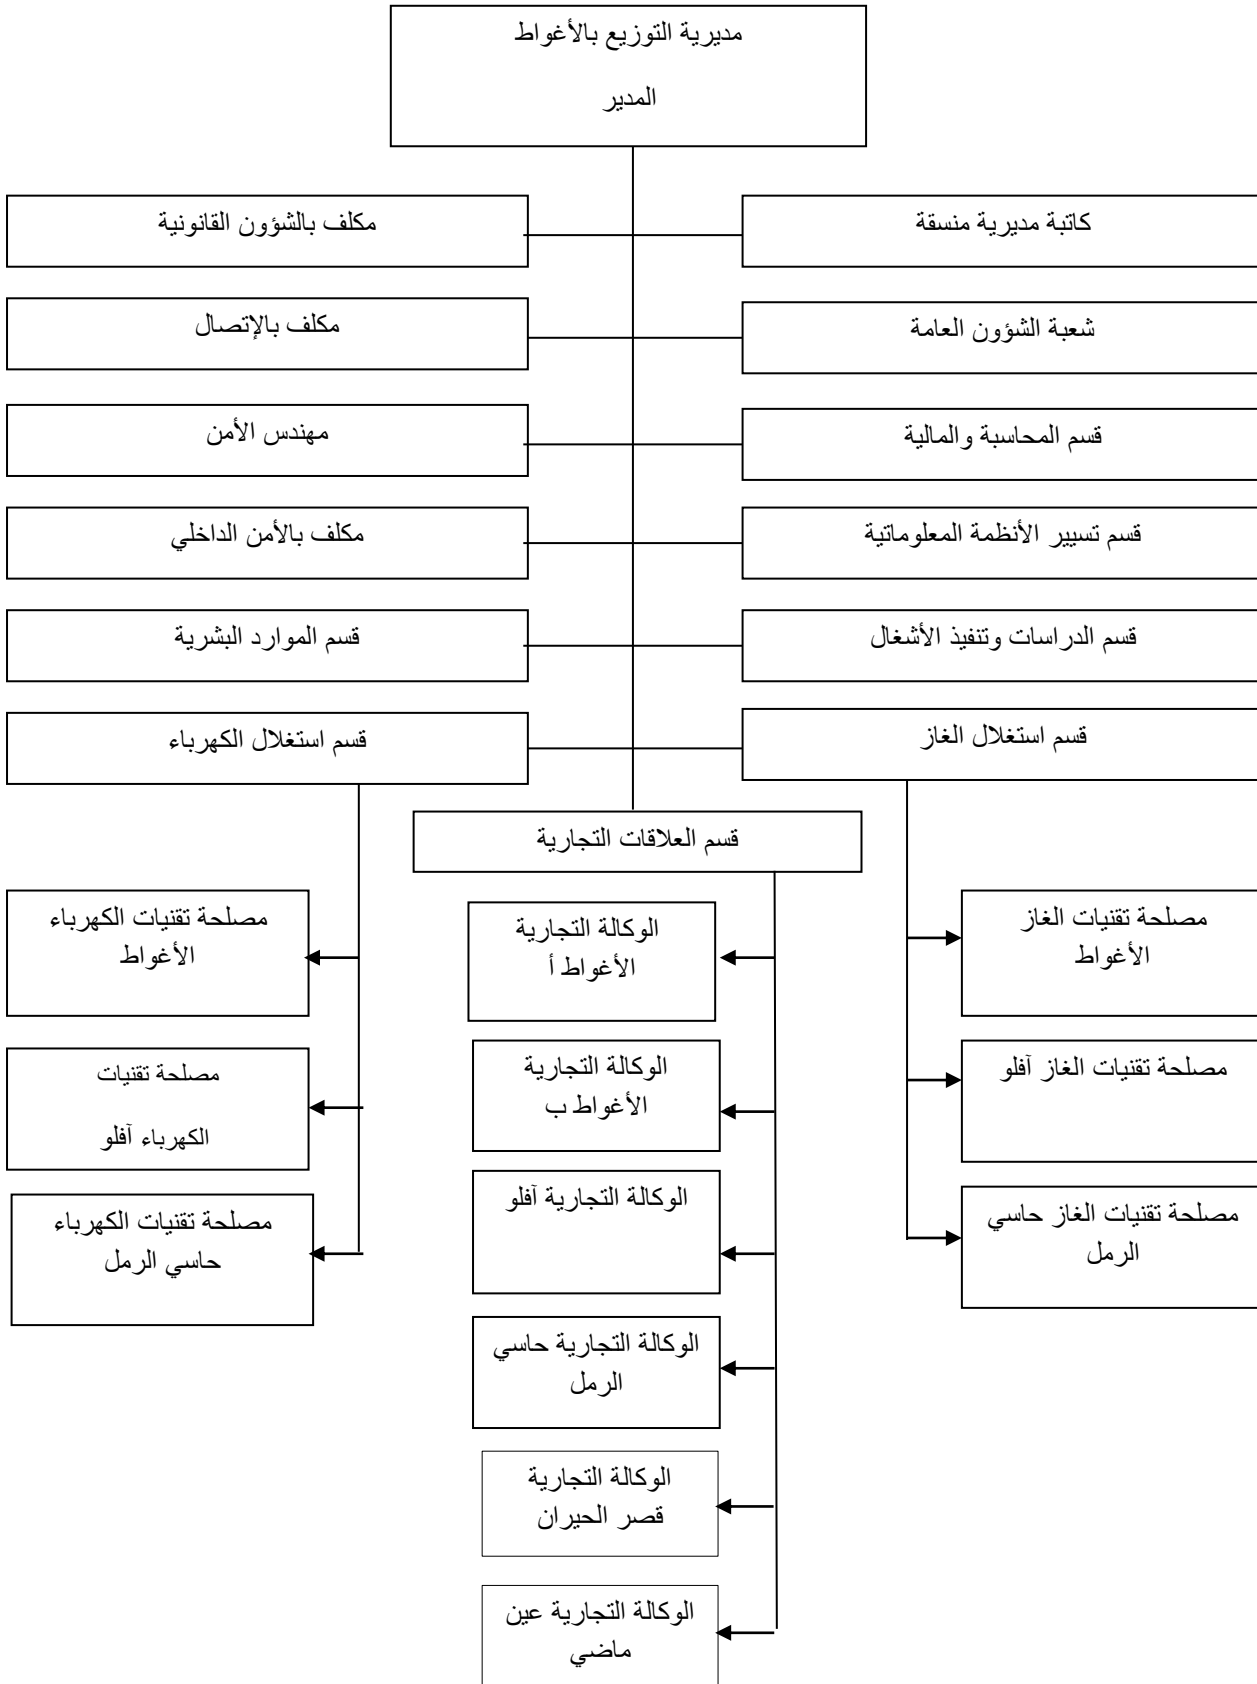 مديرية التوزيع بالأغواط
المدير
كاتبة مديرية منسقة
مكلف بالشؤون القانونية
شعبة الشؤون العامة
مكلف بالإتصال
قسم المحاسبة والمالية
مهندس الأمن
قسم تسيير الأنظمة المعلوماتية
مكلف بالأمن الداخلي
قسم الدراسات وتنفيذ الأشغال
قسم الموارد البشرية
قسم استغلال الغاز
قسم استغلال الكهرباء
قسم العلاقات التجارية
مصلحة تقنيات الغاز
الأغواط
مصلحة تقنيات الغاز آفلو
مصلحة تقنيات الغاز حاسي
الرمل
الوكالة التجارية
الأغواط أ
الوكالة التجارية
الأغواط ب
الوكالة التجارية آفلو
الوكالة التجارية حاسي
الرمل
الوكالة التجارية
قصر الحيران
الوكالة التجارية عين
ماضي
مصلحة تقنيات الكهرباء
الأغواط
مصلحة تقنيات
الكهرباء آفلو
مصلحة تقنيات الكهرباء
حاسي الرمل